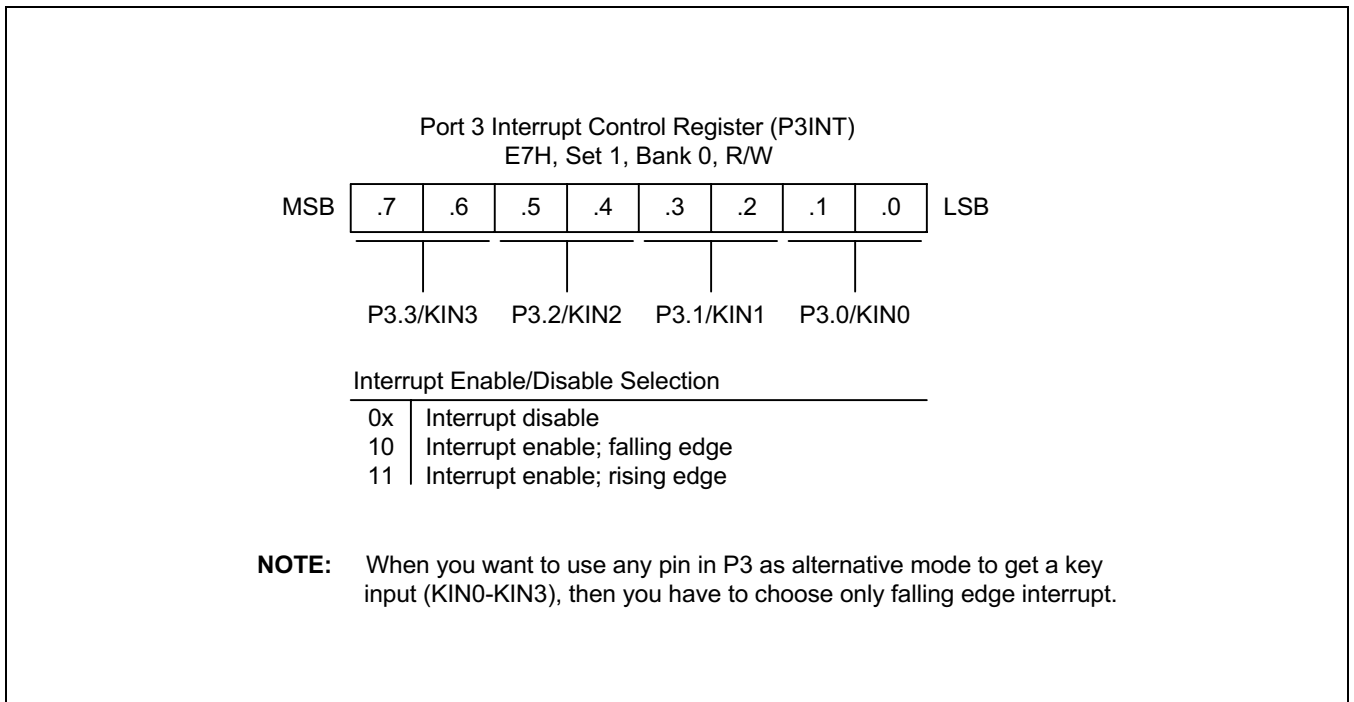 Port 3 Interrupt Control Register (P3INT)
E7H, Set 1, Bank 0, R/W
MSB .7 .6 .5 .4 .3 .2 .1 .0 LSB
P3.3/KIN3 P3.2/KIN2 P3.1/KIN1 P3.0/KIN0
Interrupt Enable/Disable Selection
0x Interrupt disable
10 Interrupt enable; falling edge
11 Interrupt enable; rising edge
NOTE: When you want to use any pin in P3 as alternative mode to get a key
input (KIN0-KIN3), then you have to choose only falling edge interrupt.